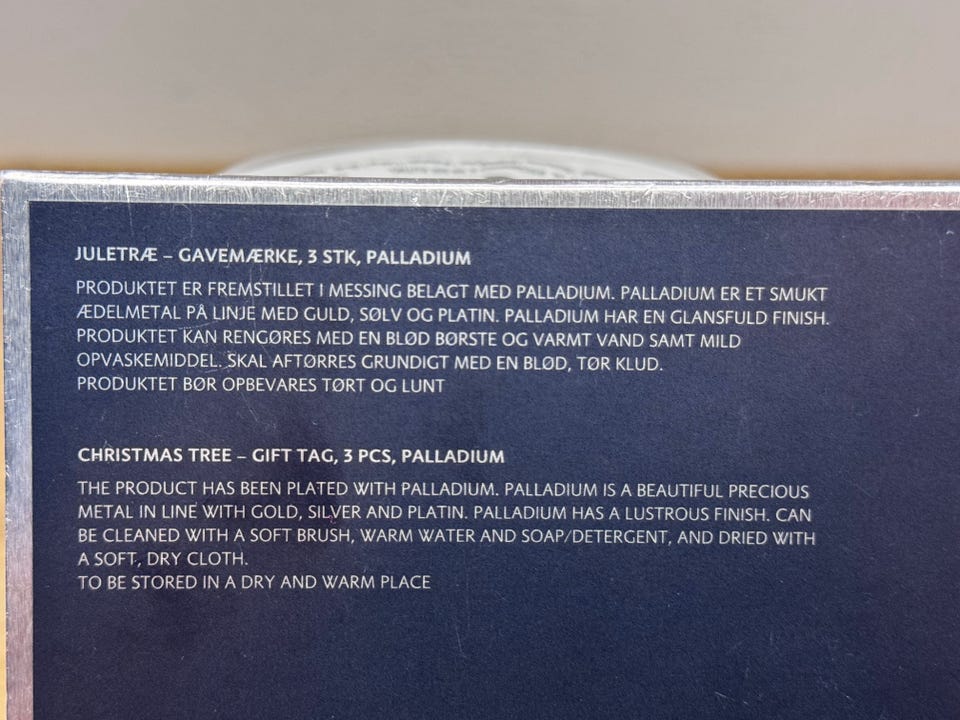 JULETRÆ – GAVEMÆRKE, 3 STK, PALLADIUM
PRODUKTET ER FREMSTILLET I MESSING BELAGT MED PALLADIUM. PALLADIUM ER ET SMUKT
ÆDELMETAL PÅ LINJE MED GULD, SØLV OG PLATIN. PALLADIUM HAR EN GLANSFULD FINISH.
PRODUKTET KAN RENGØRES MED EN BLØD BØRSTE OG VARMT VAND SAMT MILD
OPVASKEMIDDEL. SKAL AFTØRRES GRUNDIGT MED EN BLØD, TØR KLUD.
PRODUKTET BØR OPBEVARES TØRT OG LUNT
CHRISTMAS TREE – GIFT TAG, 3 PCS, PALLADIUM
THE PRODUCT HAS BEEN PLATED WITH PALLADIUM. PALLADIUM IS A BEAUTIFUL PRECIOUS
METAL IN LINE WITH GOLD, SILVER AND PLATIN. PALLADIUM HAS A LUSTROUS FINISH. CAN
BE CLEANED WITH A SOFT BRUSH, WARM WATER AND SOAP/DETERGENT, AND DRIED WITH
A SOFT, DRY CLOTH.
TO BE STORED IN A DRY AND WARM PLACE